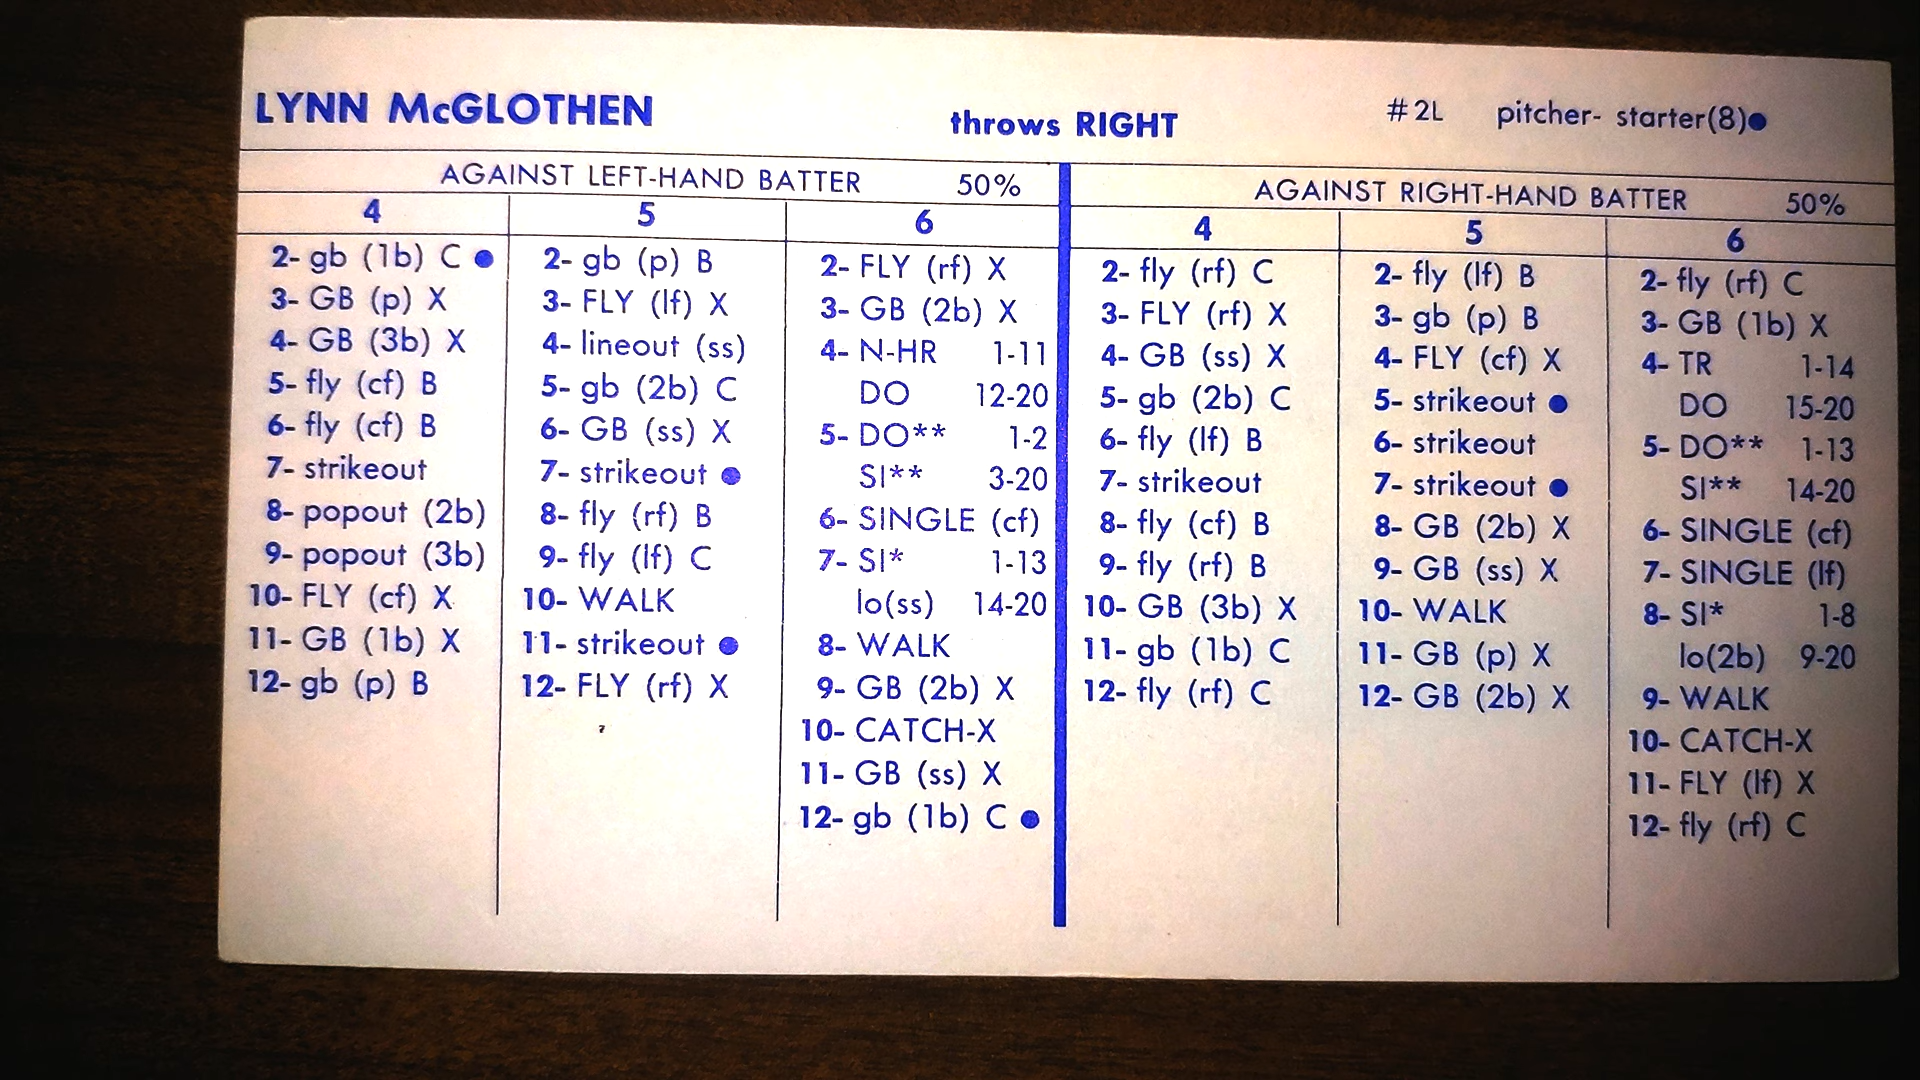 LYNN McGLOTHEN throws RIGHT #2L pitcher- starter(8)●
AGAINST LEFT-HAND BATTER 50%
4
2- gb (1b) C ●
3- GB (p) X
4- GB (3b) X
5- fly (cf) B
6- fly (cf) B
7- strikeout
8- popout (2b)
9- popout (3b)
10- FLY (cf) X
11- GB (1b) X
12- gb (p) B
5
2- gb (p) B
3- FLY (lf) X
4- lineout (ss)
5- gb (2b) C
6- GB (ss) X
7- strikeout ●
8- fly (rf) B
9- fly (lf) C
10- WALK
11- strikeout ●
12- FLY (rf) X
6
2- FLY (rf) X
3- GB (2b) X
4- N-HR 1-11
DO 12-20
5- DO** 1-2
SI** 3-20
6- SINGLE (cf)
7- SI* 1-13
lo(ss) 14-20
8- WALK
9- GB (2b) X
10- CATCH-X
11- GB (ss) X
12- gb (1b) C ●
AGAINST RIGHT-HAND BATTER 50%
4
2- fly (rf) C
3- FLY (rf) X
4- GB (ss) X
5- gb (2b) C
6- fly (lf) B
7- strikeout
8- fly (cf) B
9- fly (rf) B
10- GB (3b) X
11- gb (1b) C
12- fly (rf) C
5
2- fly (lf) B
3- gb (p) B
4- FLY (cf) X
5- strikeout ●
6- strikeout
7- strikeout ●
8- GB (2b) X
9- GB (ss) X
10- WALK
11- GB (p) X
12- GB (2b) X
6
2- fly (rf) C
3- GB (1b) X
4- TR 1-14
DO 15-20
5- DO** 1-13
SI** 14-20
6- SINGLE (cf)
7- SINGLE (lf)
8- SI* 1-8
lo(2b) 9-20
9- WALK
10- CATCH-X
11- FLY (lf) X
12- fly (rf) C